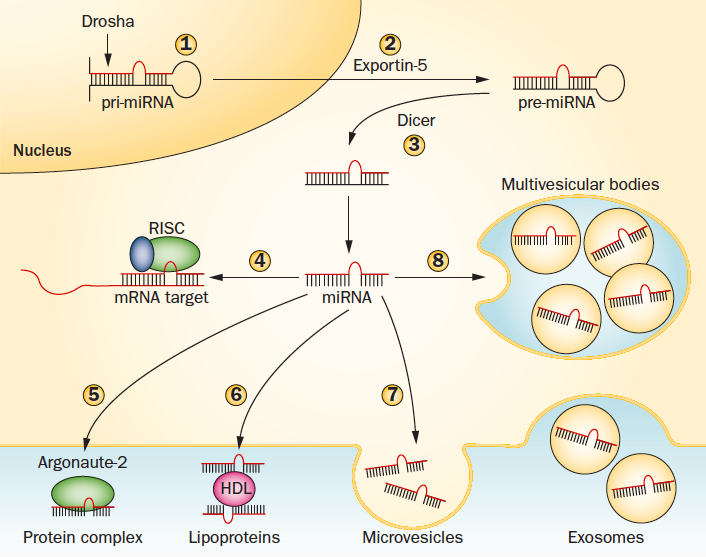 Drosha
1
2
Exportin-5
pri-miRNA
pre-miRNA
Dicer
3
Nucleus
Multivesicular bodies
RISC
4
8
mRNA target
miRNA
5
6
7
Argonaute-2
HDL
Protein complex
Lipoproteins
Microvesicles
Exosomes